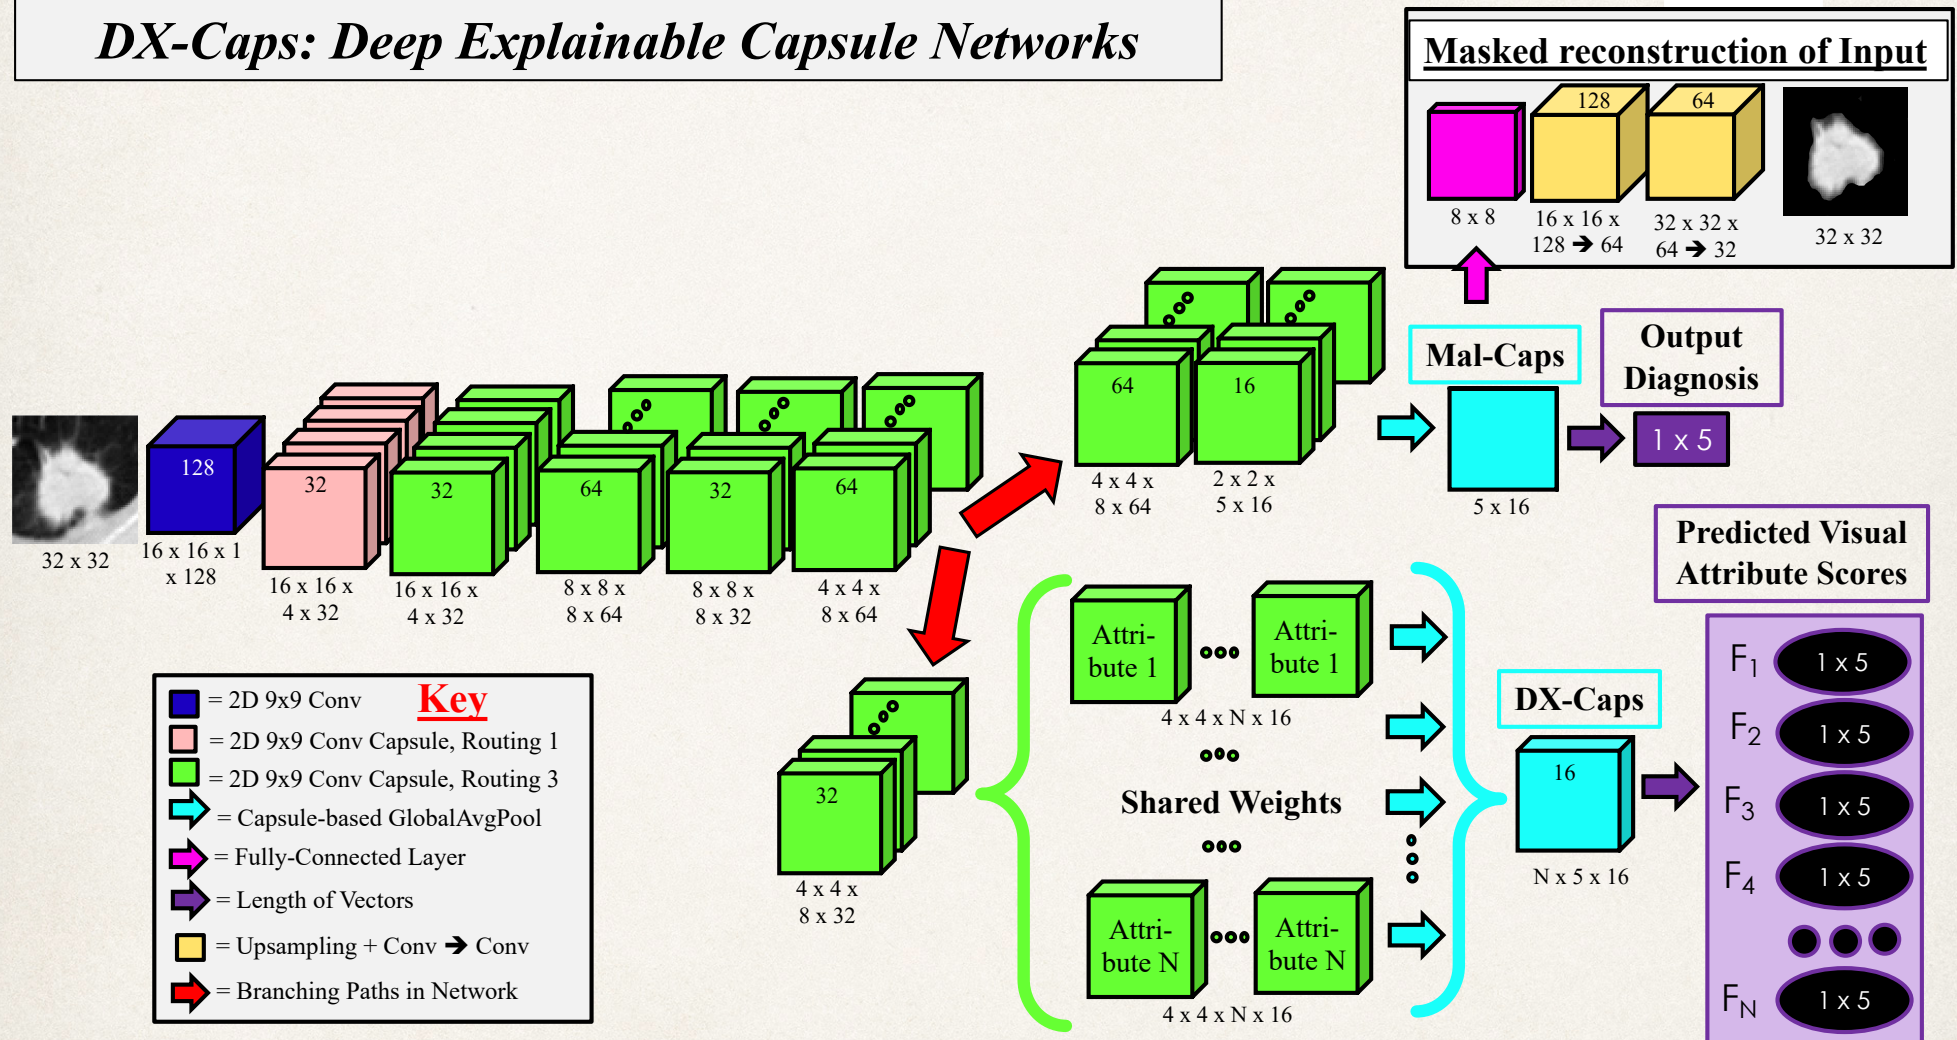 DX-Caps: Deep Explainable Capsule Networks
Masked reconstruction of Input
128
64
8 x 8
16 x 16 x
128 ➔ 64
32 x 32 x
64 ➔ 32
32 x 32
32 x 32
128
16 x 16 x 1
x 128
32
16 x 16 x
4 x 32
32
16 x 16 x
4 x 32
64
8 x 8 x
8 x 64
32
8 x 8 x
8 x 32
64
4 x 4 x
8 x 64
64
4 x 4 x
8 x 64
16
2 x 2 x
5 x 16
Mal-Caps
5 x 16
Output
Diagnosis
1 x 5
32
4 x 4 x
8 x 32
Attri-
bute 1
Attri-
bute 1
4 x 4 x N x 16
Shared Weights
Attri-
bute N
Attri-
bute N
4 x 4 x N x 16
DX-Caps
16
N x 5 x 16
Predicted Visual
Attribute Scores
F1 1 x 5
F2 1 x 5
F3 1 x 5
F4 1 x 5
FN 1 x 5
Key
= 2D 9x9 Conv
= 2D 9x9 Conv Capsule, Routing 1
= 2D 9x9 Conv Capsule, Routing 3
= Capsule-based GlobalAvgPool
= Fully-Connected Layer
= Length of Vectors
= Upsampling + Conv ➔ Conv
= Branching Paths in Network